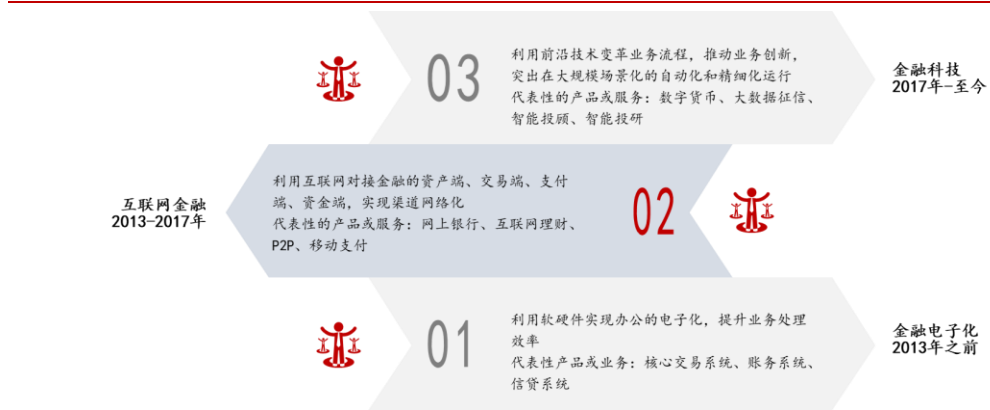 03
利用前沿技术变革业务流程，推动业务创新，
突出在大规模场景化的自动化和精细化运行
代表性的产品或服务：数字货币、大数据征信、
智能投顾、智能投研
金融科技
2017年-至今
互联网金融
2013-2017年
利用互联网对接金融的资产端、交易端、支付
端、资金端，实现渠道网络化
代表性的产品或服务：网上银行、互联网理财、
P2P、移动支付
02
01
利用软硬件实现办公的电子化，提升业务处理
效率
代表性产品或业务：核心交易系统、账务系统、
信贷系统
金融电子化
2013年之前